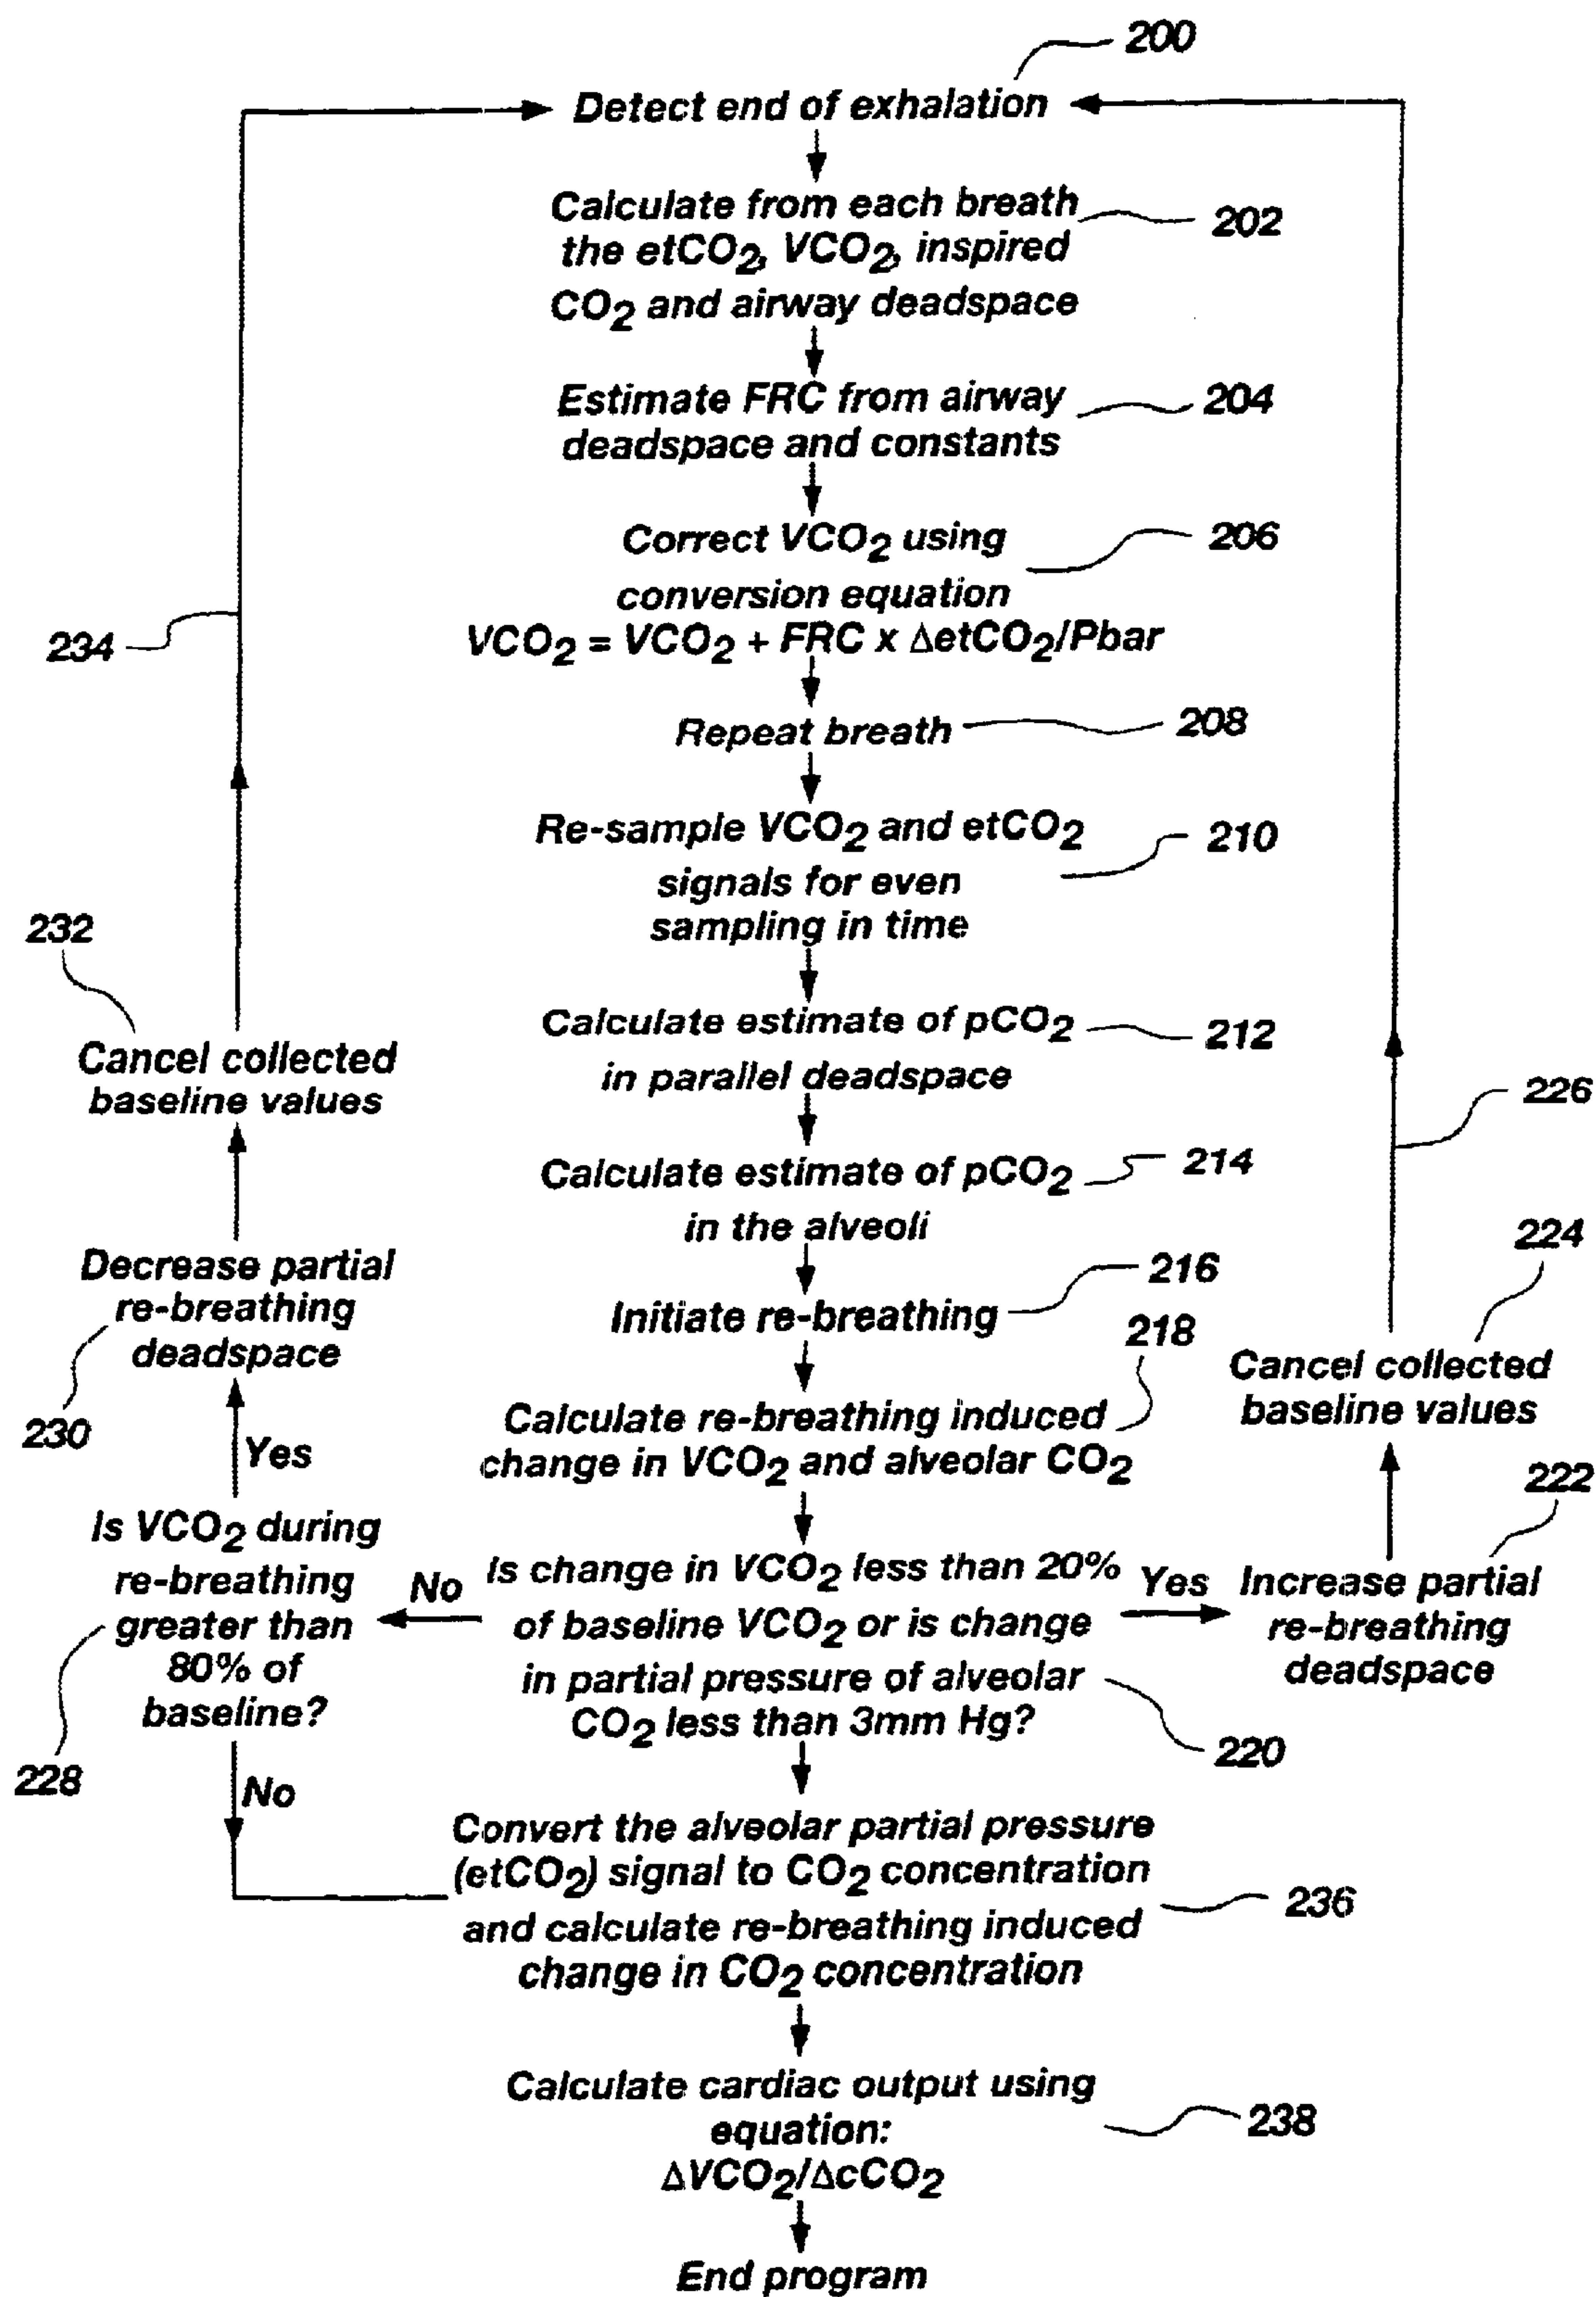 200
Detect end of exhalation
Calculate from each breath
the etCO2, VCO2, inspired
CO2 and airway deadspace
202
Estimate FRC from airway
deadspace and constants
204
Correct VCO2 using
conversion equation
VCO2 = VCO2 + FRC x ΔetCO2/Pbar
206
234
Repeat breath
208
Re-sample VCO2 and etCO2
signals for even
sampling in time
210
232
Cancel collected
baseline values
Calculate estimate of pCO2
in parallel deadspace
212
226
Calculate estimate of pCO2
in the alveoli
214
224
Decrease partial
re-breathing
deadspace
230
Initiate re-breathing
216
218
Cancel collected
baseline values
Calculate re-breathing induced
change in VCO2 and alveolar CO2
Yes
222
Is VCO2 during
re-breathing
greater than
80% of
baseline?
228
No
Is change in VCO2 less than 20%
of baseline VCO2 or is change
in partial pressure of alveolar
CO2 less than 3mm Hg?
220
Yes
Increase partial
re-breathing
deadspace
No
Convert the alveolar partial pressure
(etCO2) signal to CO2 concentration
and calculate re-breathing induced
change in CO2 concentration
236
Calculate cardiac output using
equation:
ΔVCO2/ΔcCO2
238
End program